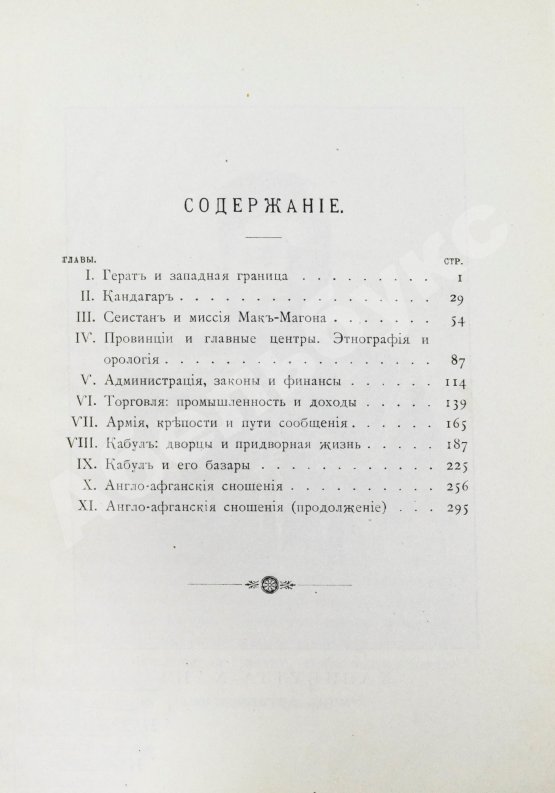 СОДЕРЖАНІЕ.
ГЛАВЫ. СТР.
I. Гератъ и западная граница . . . . . . . . . 1
II. Кандагаръ . . . . . . . . . . . . . . . . 29
III. Сеистанъ и миссія Макъ-Магона . . . . . . . 54
IV. Провинціи и главные центры. Этнографія и
орологія . . . . . . . . . . . . . . . . . 87
V. Администрація, законы и финансы . . . . . . 114
VI. Торговля: промышленность и доходы . . . . . 139
VII. Армія, крѣпости и пути сообщенія . . . . . . 165
VIII. Кабулъ: дворцы и придворная жизнь . . . . . 187
IX. Кабулъ и его базары . . . . . . . . . . . 225
X. Англо-афганскія сношенія . . . . . . . . . . 256
XI. Англо-афганскія сношенія (продолженіе) . . . 295